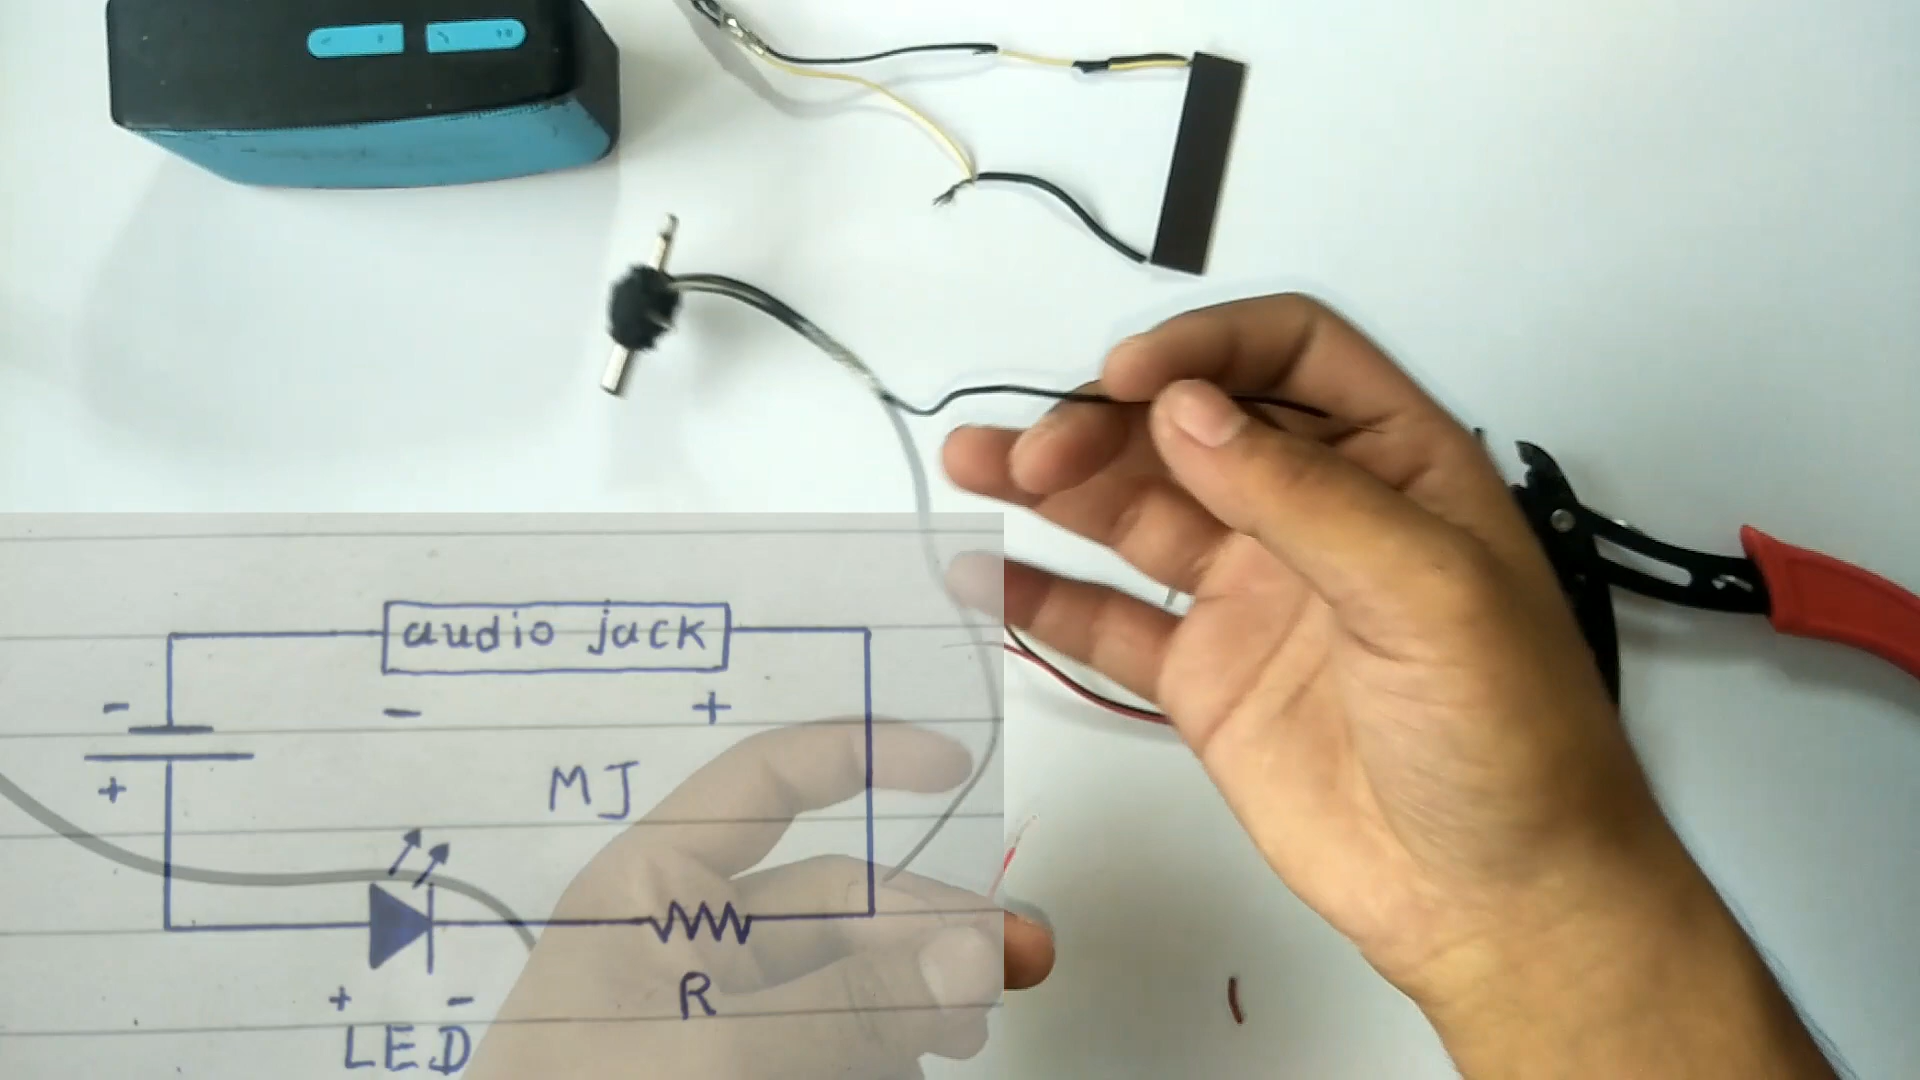 audio jack
- - +
+ MJ
+ -
R
LED